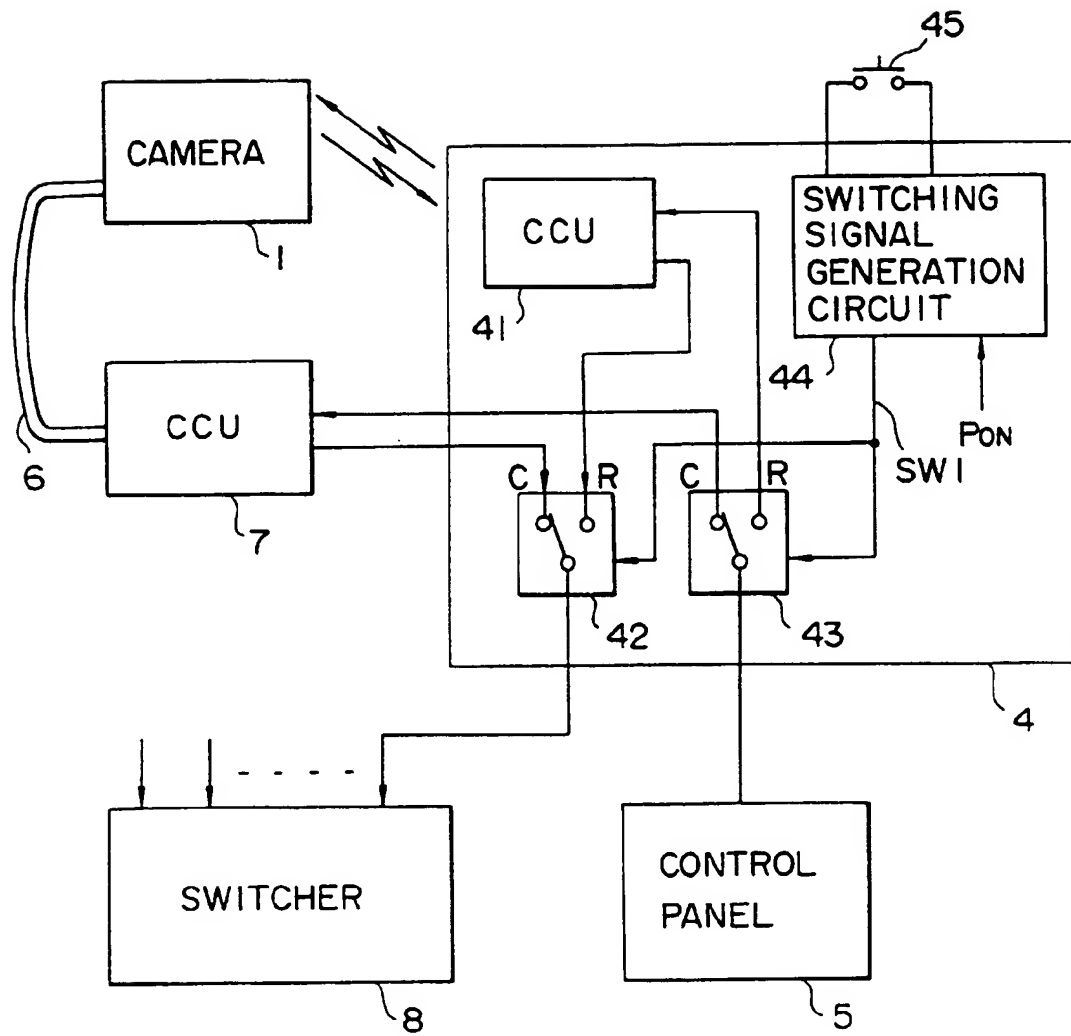 45
CAMERA
1
CCU
41
SWITCHING
SIGNAL
GENERATION
CIRCUIT
44
PON
SW1
CCU
6
7
C
R
C
R
42
43
4
SWITCHER
8
CONTROL
PANEL
5